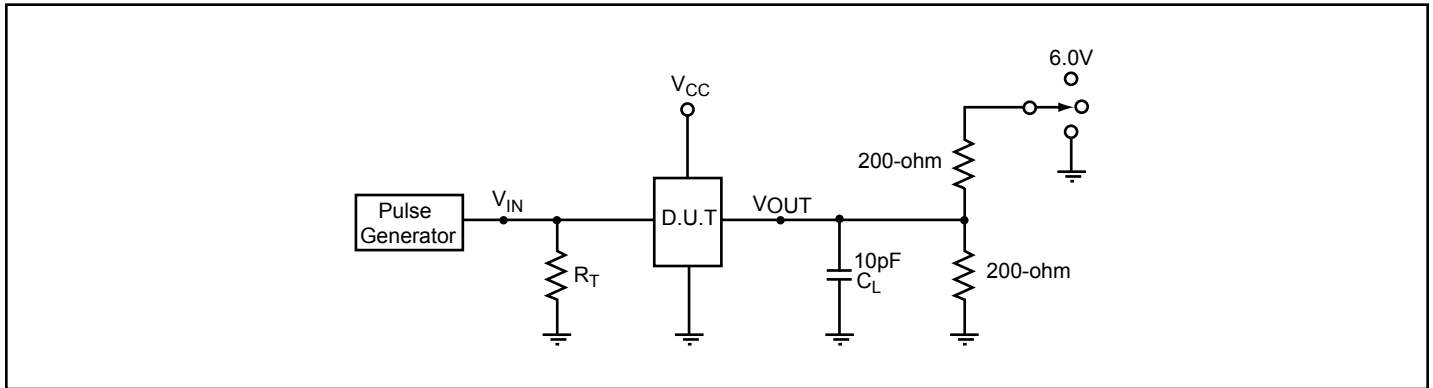 6.0V
VCC
200-ohm
Pulse
Generator
VIN
D.U.T
VOUT
10pF
CL
RT
200-ohm